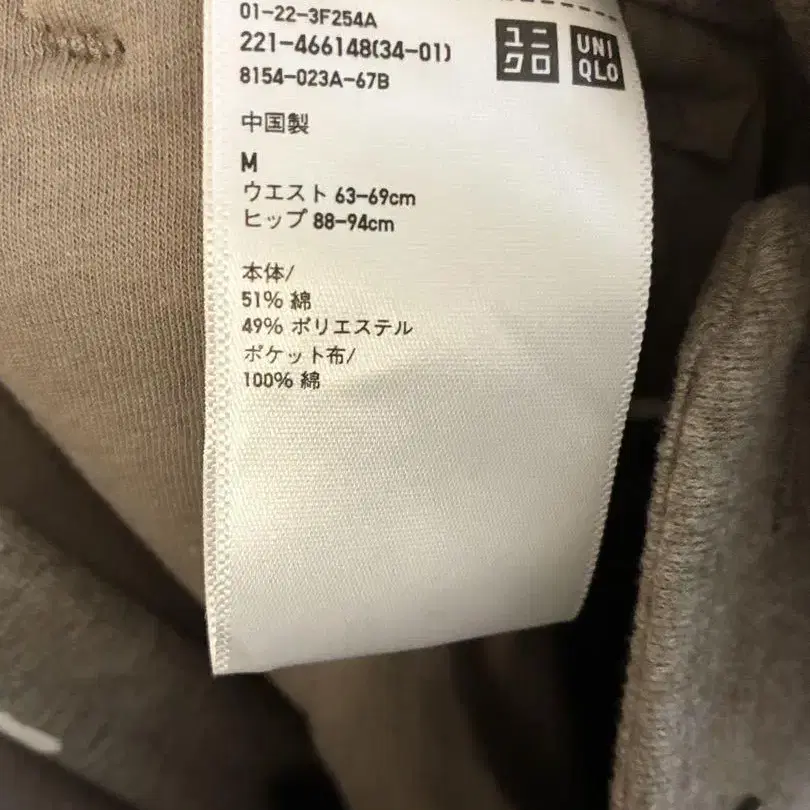 01-22-3F254A
221-466148(34-01)
8154-023A-67B
ユニ
クロ
UNI
QLO
中国製
M
ウエスト 63-69cm
ヒップ 88-94cm
本体/
51% 綿
49% ポリエステル
ポケット布/
100% 綿